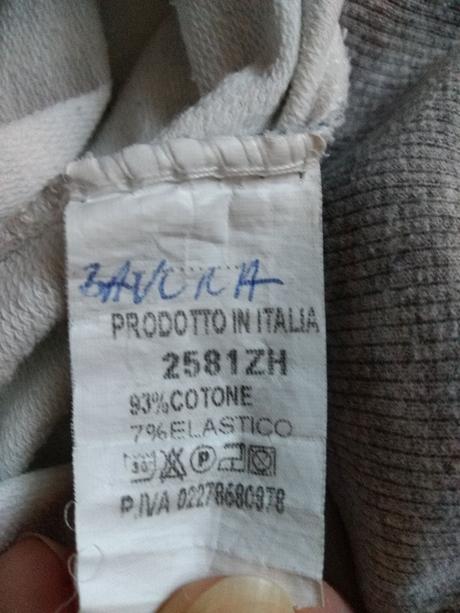 PRODOTTO IN ITALIA
2581ZH
93%COTONE
7%ELASTICO
30 P
P.IVA 02278680978